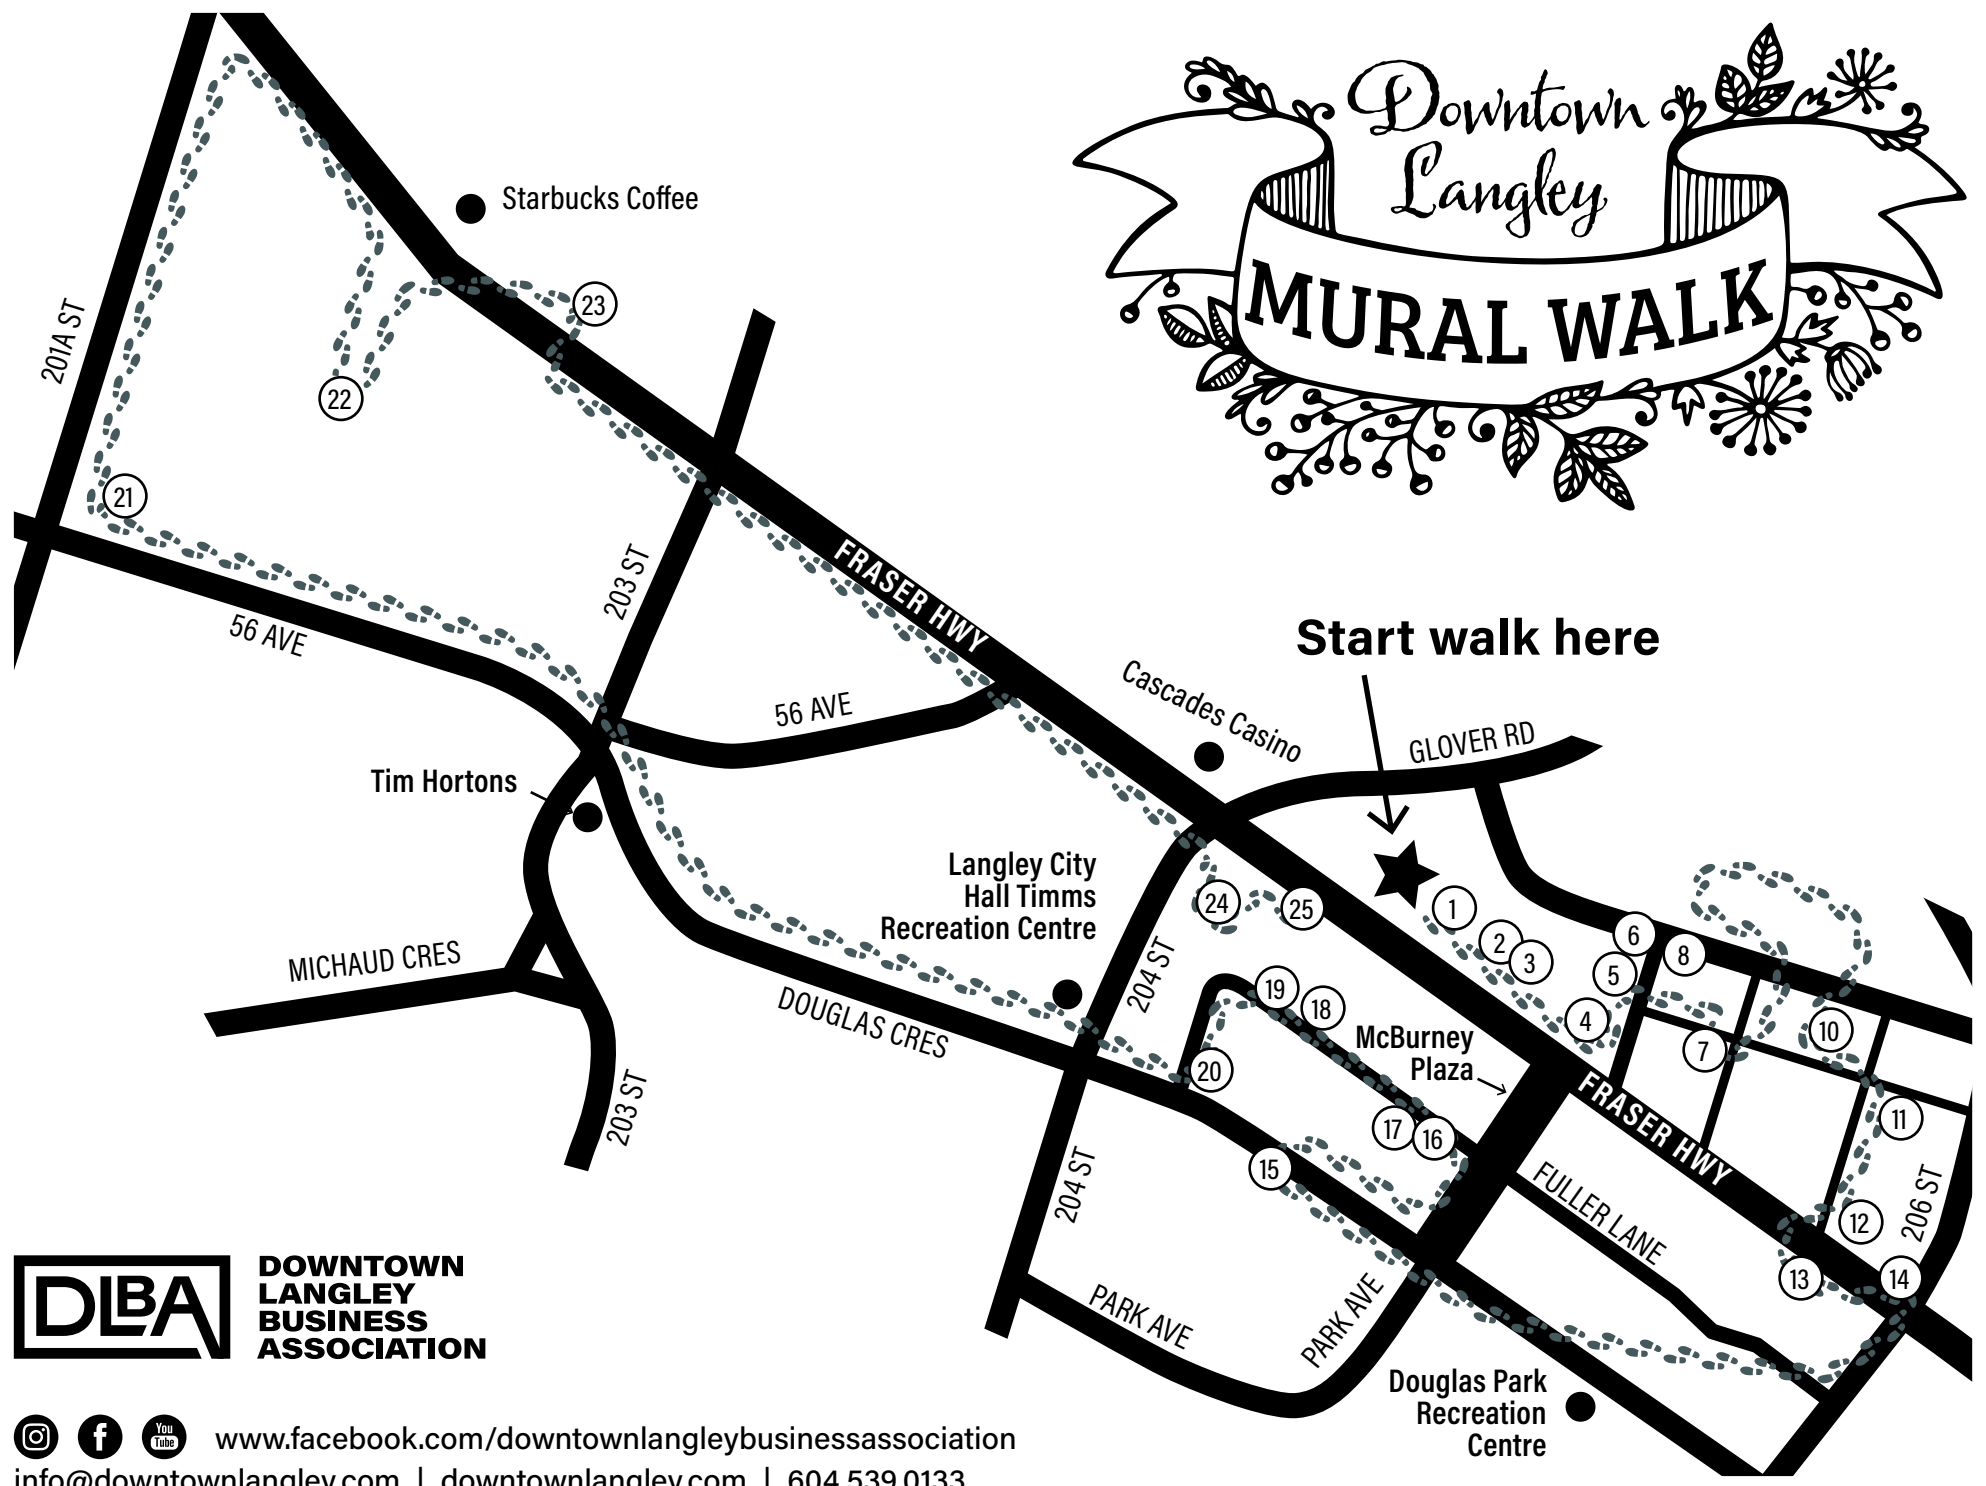 Downtown
Langley
MURAL WALK
Starbucks Coffee
23
201A ST
22
21
203 ST
FRASER HWY
56 AVE
56 AVE
Start walk here
Cascades Casino
GLOVER RD
Tim Hortons
Langley City
Hall Timms
Recreation Centre
24
25
1
2
3
6
8
5
4
7
10
11
12
13
14
MICHAUD CRES
DOUGLAS CRES
204 ST
19
18
20
McBurney
Plaza
17
16
15
FRASER HWY
FULLER LANE
206 ST
203 ST
204 ST
PARK AVE
PARK AVE
Douglas Park
Recreation
Centre
DLBA
DOWNTOWN
LANGLEY
BUSINESS
ASSOCIATION
You
Tube
www.facebook.com/downtownlangleybusinessassociation
info@downtownlangley.com | downtownlangley.com | 604.539.0133